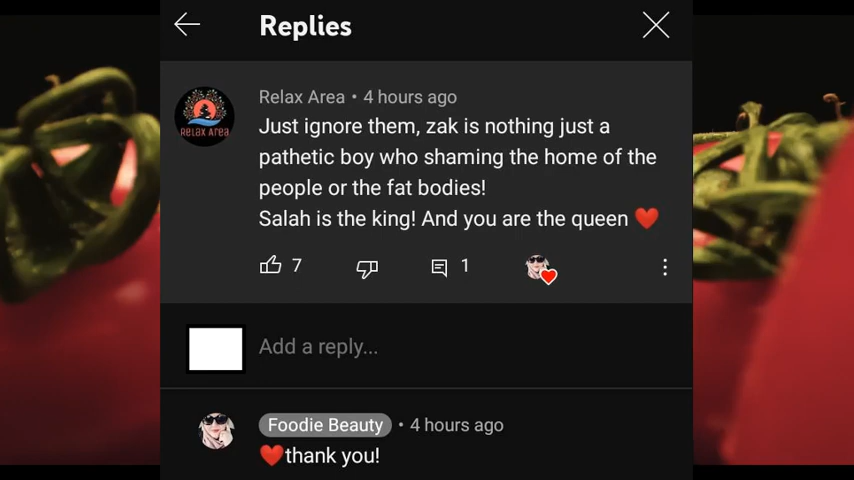 Replies
Relax Area • 4 hours ago
Just ignore them, zak is nothing just a
pathetic boy who shaming the home of the
people or the fat bodies!
Salah is the king! And you are the queen ❤️
7
1
RELAX AREA
Add a reply...
Foodie Beauty • 4 hours ago
❤️thank you!